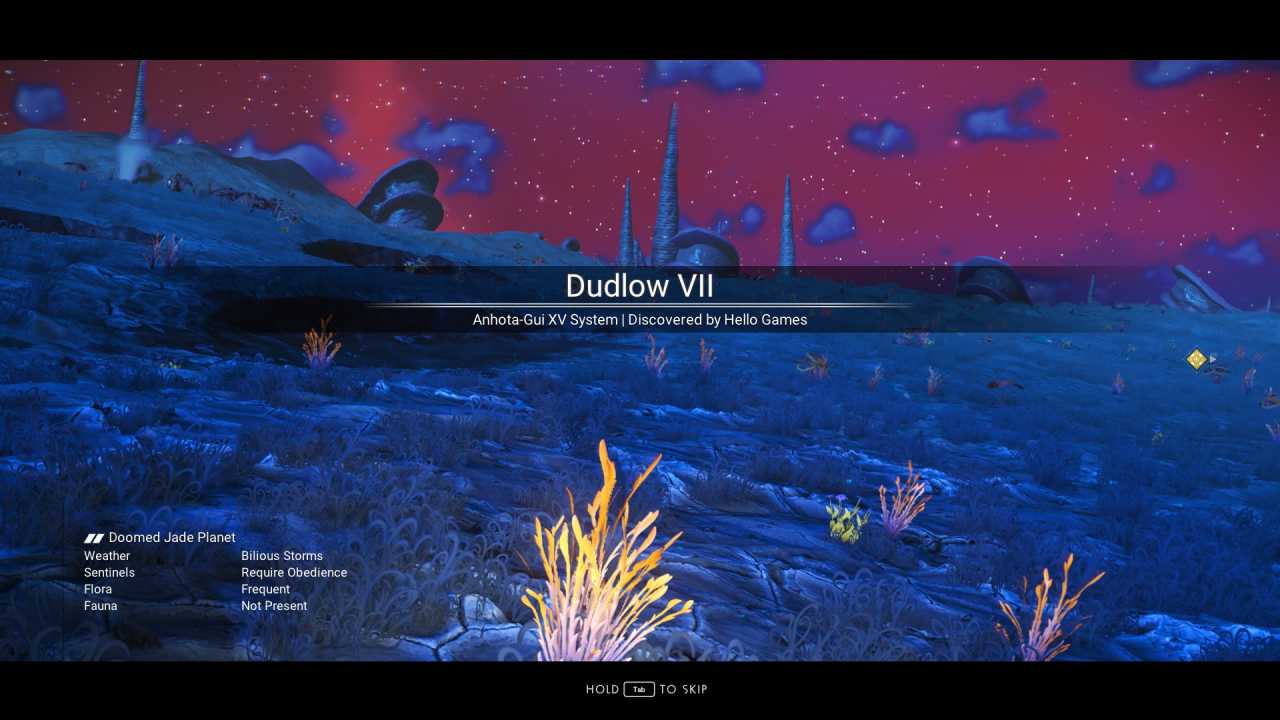 Dudlow VII
Anhota-Gui XV System | Discovered by Hello Games
Doomed Jade Planet
Weather Bilious Storms
Sentinels Require Obedience
Flora Frequent
Fauna Not Present
HOLD Tab TO SKIP